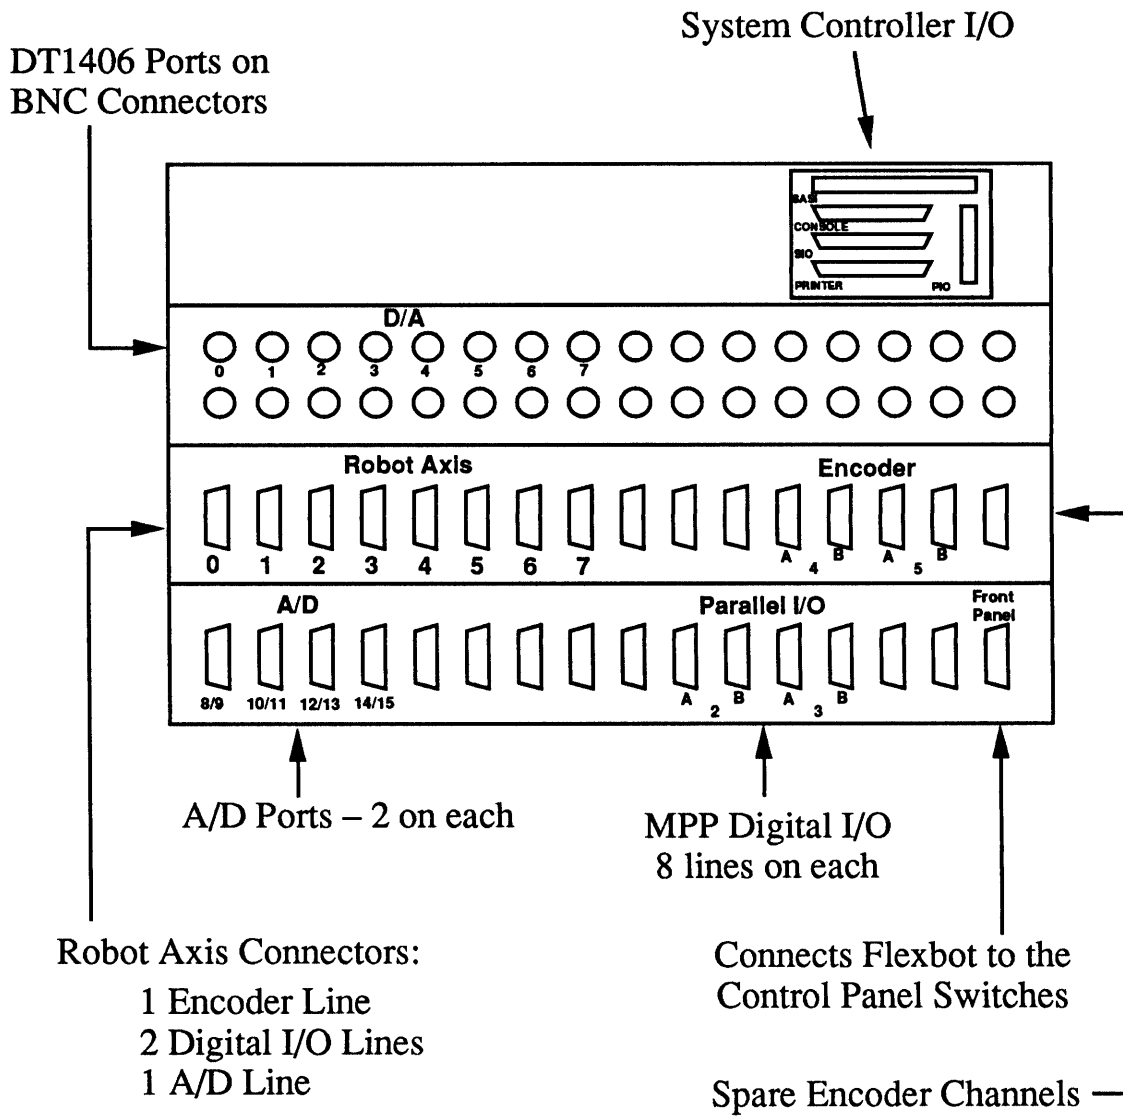 System Controller I/O
DT1406 Ports on
BNC Connectors
BASI
CONSOLE
SIO
PRINTER PIO
D/A
0 1 2 3 4 5 6 7
Robot Axis Encoder
A B A B
0 1 2 3 4 5 6 7 4 5
A/D Parallel I/O Front
Panel
8/9 10/11 12/13 14/15 A B A B
2 3
A/D Ports – 2 on each
MPP Digital I/O
8 lines on each
Robot Axis Connectors:
1 Encoder Line
2 Digital I/O Lines
1 A/D Line
Connects Flexbot to the
Control Panel Switches
Spare Encoder Channels